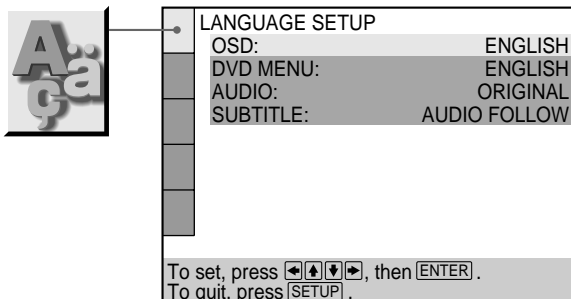 Aä
ç
LANGUAGE SETUP
OSD: ENGLISH
DVD MENU: ENGLISH
AUDIO: ORIGINAL
SUBTITLE: AUDIO FOLLOW
To set, press ←↑↓→, then ENTER.
To quit, press SETUP.